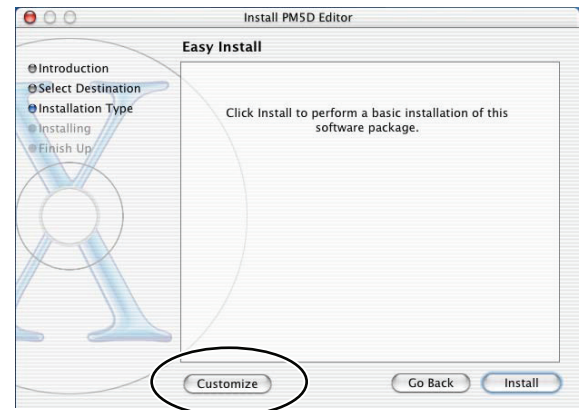 Install PM5D Editor
Easy Install
Introduction
Select Destination
Installation Type
Installing
Finish Up
Click Install to perform a basic installation of this
software package.
Customize
Go Back
Install